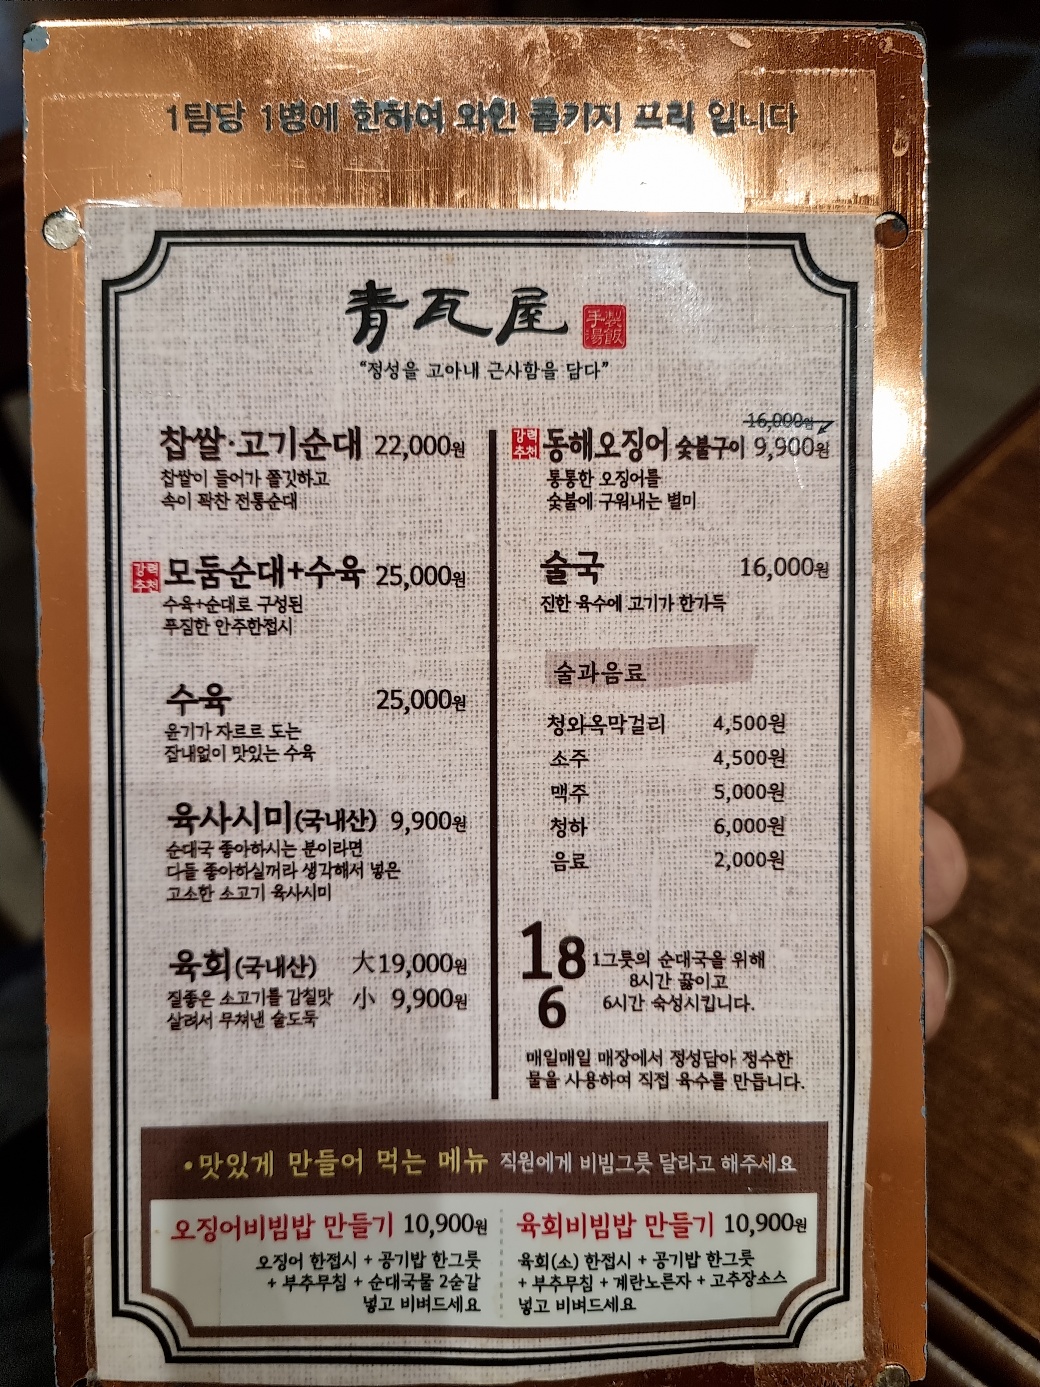 1팀당 1병에 한하여 와인 콜키지 프리 입니다
青瓦屋
手製
湯飯
“정성을 고아내 근사함을 담다”
찹쌀·고기순대 22,000원
찹쌀이 들어가 쫄깃하고
속이 꽉찬 전통순대
강력
추천
모둠순대+수육 25,000원
수육+순대로 구성된
푸짐한 안주한접시
수육 25,000원
윤기가 자르르 도는
잡내없이 맛있는 수육
육사시미(국내산) 9,900원
순대국 좋아하시는 분이라면
다들 좋아하실꺼라 생각해서 넣은
고소한 소고기 육사시미
육회(국내산) 大19,000원
질좋은 소고기를 감칠맛 小 9,900원
살려서 무쳐낸 술도둑
16,000원
강력
추천
동해오징어 숯불구이 9,900원
통통한 오징어를
숯불에 구워내는 별미
술국 16,000원
진한 육수에 고기가 한가득
술과음료
청와옥막걸리 4,500원
소주 4,500원
맥주 5,000원
청하 6,000원
음료 2,000원
18
6
1그릇의 순대국을 위해
8시간 끓이고
6시간 숙성시킵니다.
매일매일 매장에서 정성담아 정수한
물을 사용하여 직접 육수를 만듭니다.
•맛있게 만들어 먹는 메뉴 직원에게 비빔그릇 달라고 해주세요
오징어비빔밥 만들기 10,900원
오징어 한접시 + 공기밥 한그릇
+ 부추무침 + 순대국물 2숟갈
넣고 비벼드세요
육회비빔밥 만들기 10,900원
육회(소) 한접시 + 공기밥 한그릇
+ 부추무침 + 계란노른자 + 고추장소스
넣고 비벼드세요